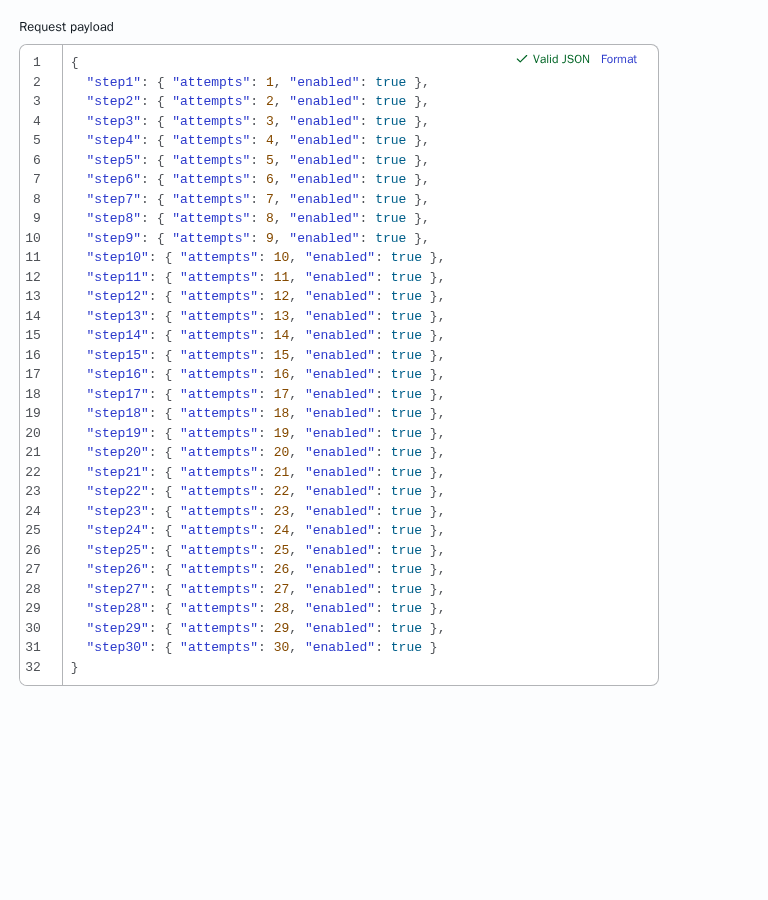 Request payload
Valid JSON Format
1 {
2   "step1": { "attempts": 1, "enabled": true },
3   "step2": { "attempts": 2, "enabled": true },
4   "step3": { "attempts": 3, "enabled": true },
5   "step4": { "attempts": 4, "enabled": true },
6   "step5": { "attempts": 5, "enabled": true },
7   "step6": { "attempts": 6, "enabled": true },
8   "step7": { "attempts": 7, "enabled": true },
9   "step8": { "attempts": 8, "enabled": true },
10   "step9": { "attempts": 9, "enabled": true },
11   "step10": { "attempts": 10, "enabled": true },
12   "step11": { "attempts": 11, "enabled": true },
13   "step12": { "attempts": 12, "enabled": true },
14   "step13": { "attempts": 13, "enabled": true },
15   "step14": { "attempts": 14, "enabled": true },
16   "step15": { "attempts": 15, "enabled": true },
17   "step16": { "attempts": 16, "enabled": true },
18   "step17": { "attempts": 17, "enabled": true },
19   "step18": { "attempts": 18, "enabled": true },
20   "step19": { "attempts": 19, "enabled": true },
21   "step20": { "attempts": 20, "enabled": true },
22   "step21": { "attempts": 21, "enabled": true },
23   "step22": { "attempts": 22, "enabled": true },
24   "step23": { "attempts": 23, "enabled": true },
25   "step24": { "attempts": 24, "enabled": true },
26   "step25": { "attempts": 25, "enabled": true },
27   "step26": { "attempts": 26, "enabled": true },
28   "step27": { "attempts": 27, "enabled": true },
29   "step28": { "attempts": 28, "enabled": true },
30   "step29": { "attempts": 29, "enabled": true },
31   "step30": { "attempts": 30, "enabled": true }
32 }